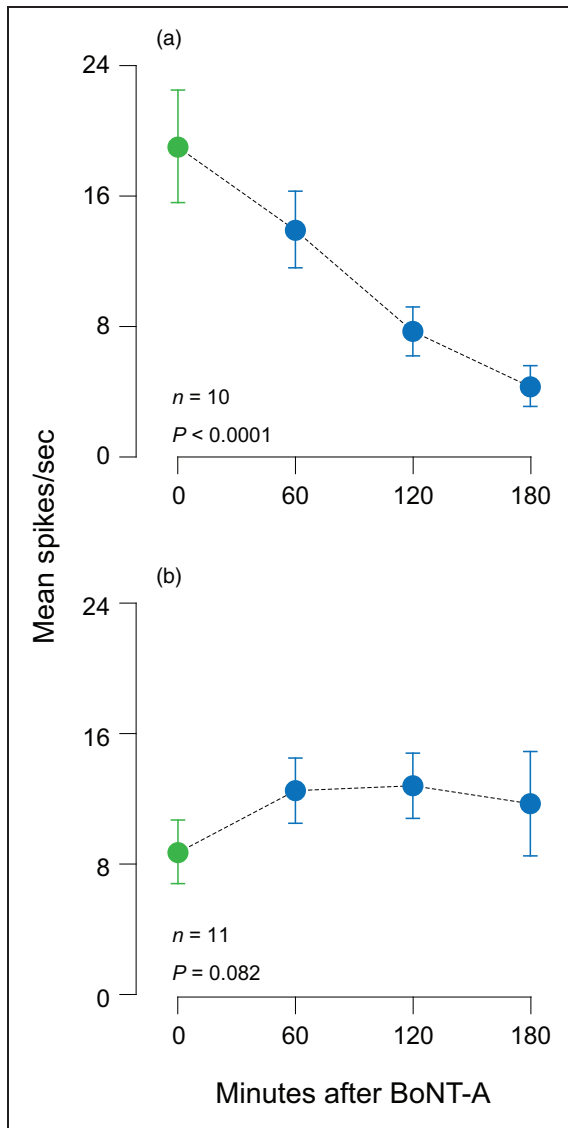 (a)
24
16
8
0
n = 10
P < 0.0001
0 60 120 180
Mean spikes/sec
(b)
24
16
8
0
n = 11
P = 0.082
0 60 120 180
Minutes after BoNT-A